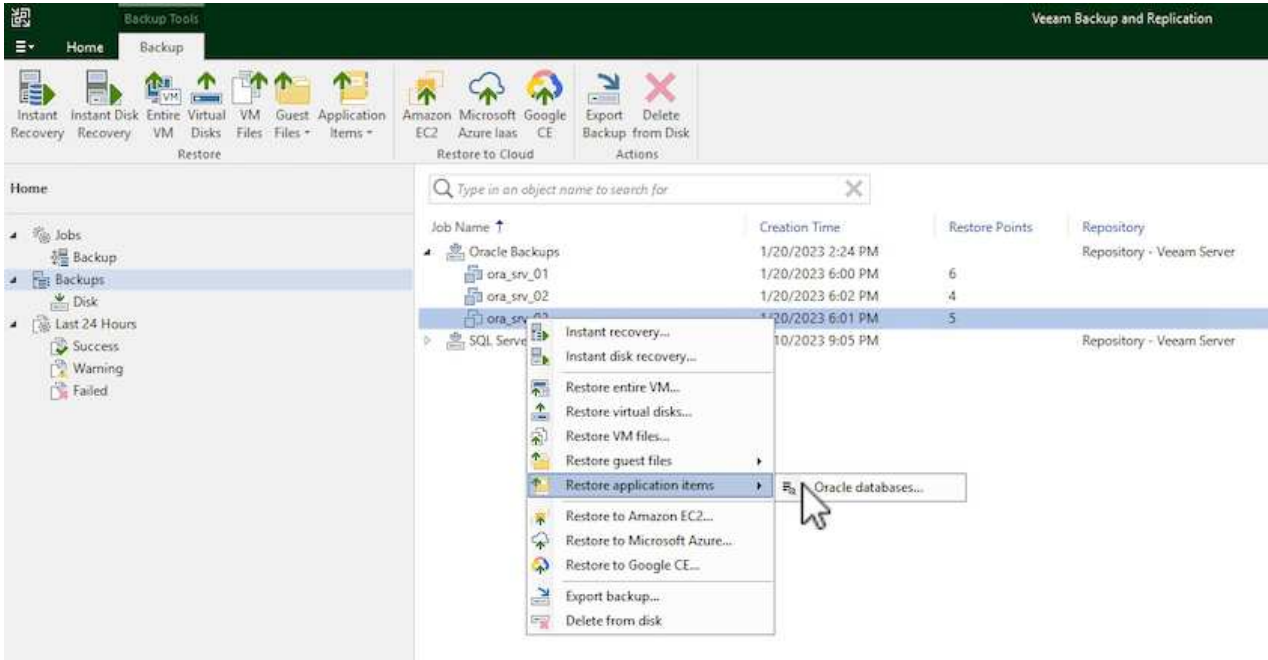 Backup Tools
Veeam Backup and Replication
Home
Backup
Instant Recovery
Instant Disk Recovery
Entire VM
Virtual Disks
VM Files
Guest Files
Application Items
Amazon EC2
Microsoft Azure Iaas
Google CE
Export Backup
Delete from Disk
Restore
Restore to Cloud
Actions
Home
Type in an object name to search for
Jobs
Backup
Backups
Disk
Last 24 Hours
Success
Warning
Failed
Job Name Creation Time Restore Points Repository
Oracle Backups 1/20/2023 2:24 PM Repository - Veeam Server
ora_srv_01 1/20/2023 6:00 PM 6
ora_srv_02 1/20/2023 6:02 PM 4
1/20/2023 6:01 PM 5
SQL Serve 10/2023 9:05 PM Repository - Veeam Server
Instant recovery...
Instant disk recovery...
Restore entire VM...
Restore virtual disks...
Restore VM files...
Restore guest files
Restore application items
Oracle databases...
Restore to Amazon EC2...
Restore to Microsoft Azure...
Restore to Google CE...
Export backup...
Delete from disk